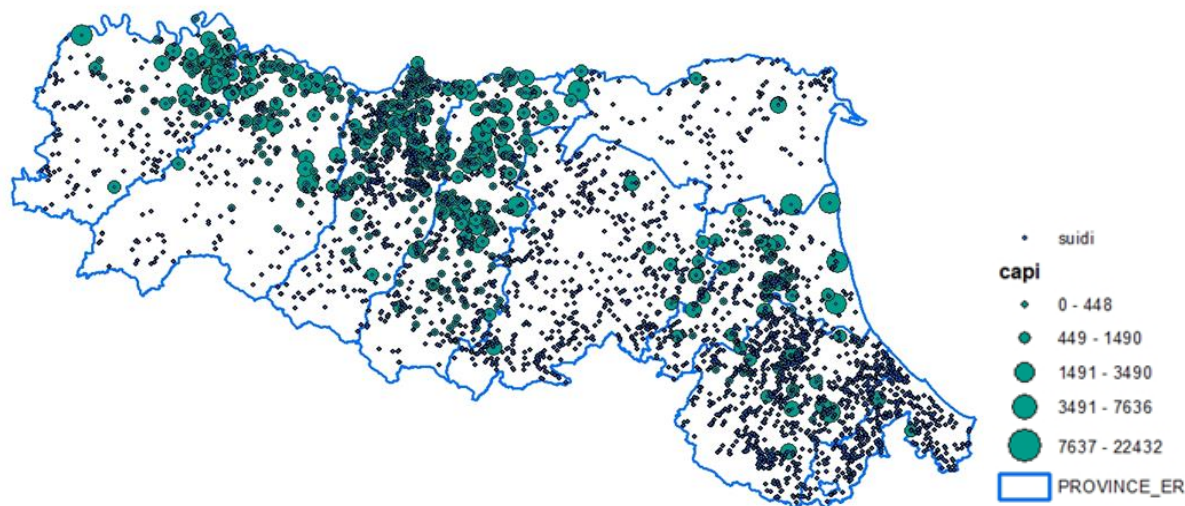 suidi
capi
0 - 448
449 - 1490
1491 - 3490
3491 - 7636
7637 - 22432
PROVINCE_ER